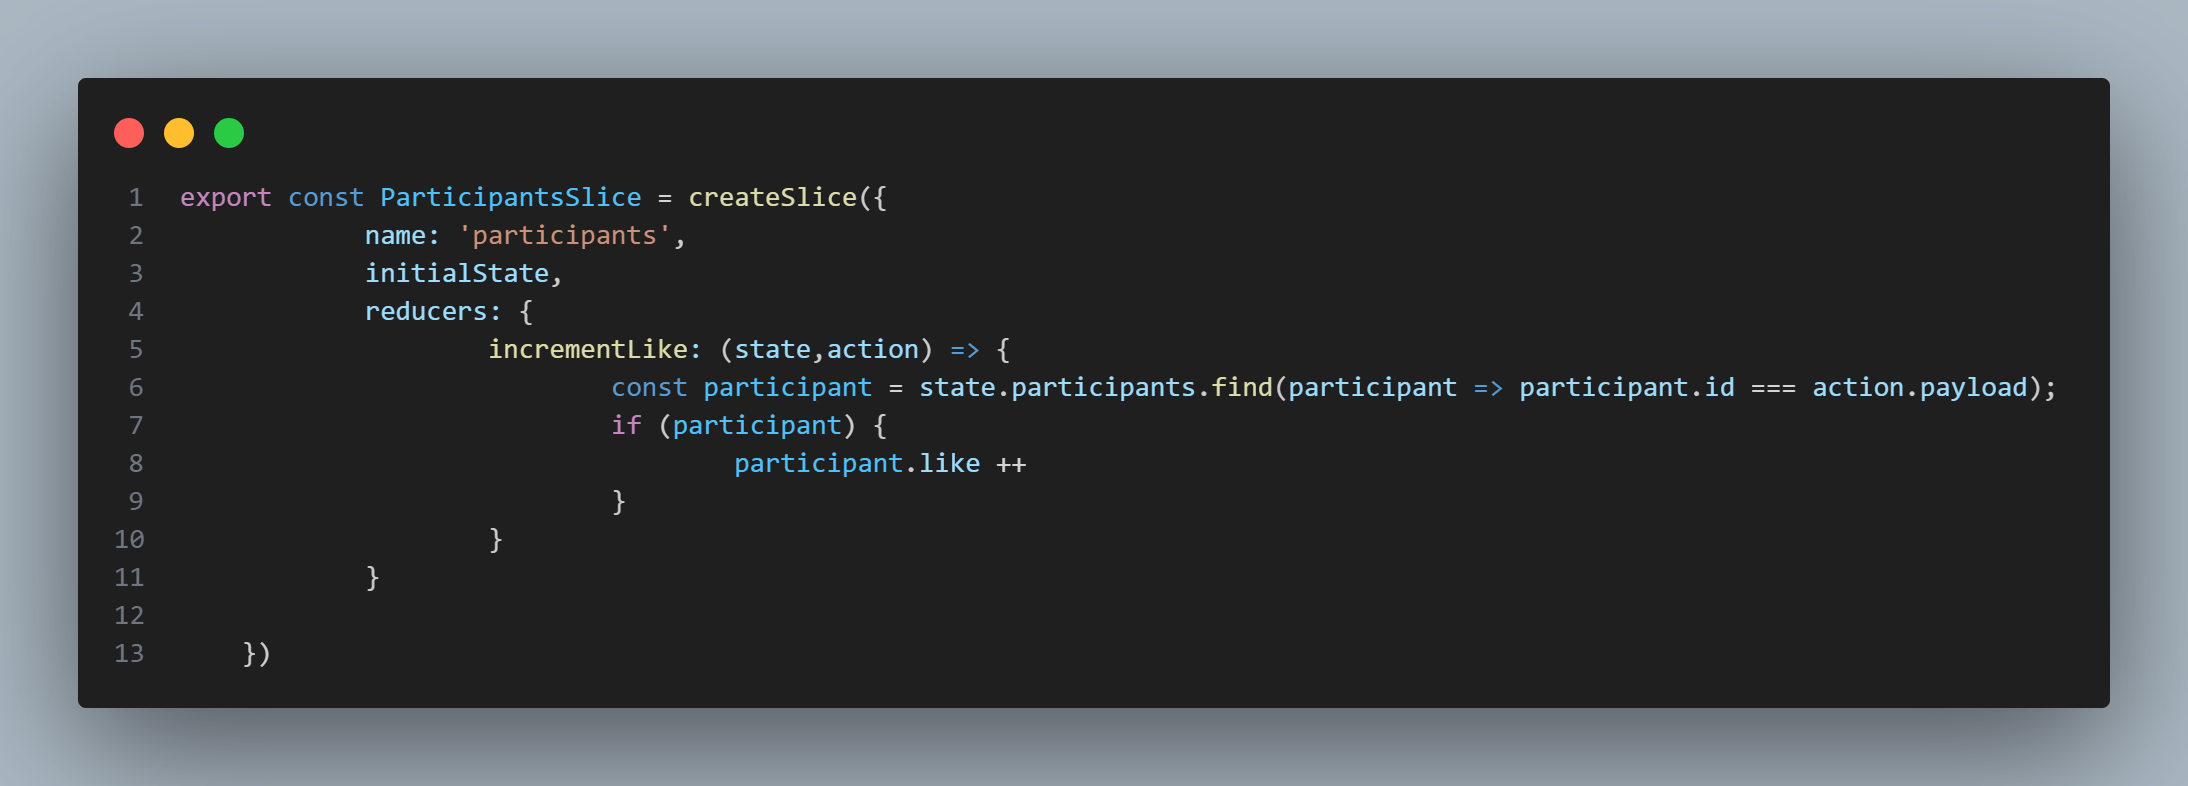 1 export const ParticipantsSlice = createSlice({
2 name: 'participants',
3 initialState,
4 reducers: {
5 incrementLike: (state,action) => {
6 const participant = state.participants.find(participant => participant.id === action.payload);
7 if (participant) {
8 participant.like ++
9 }
10 }
11 }
12
13 })